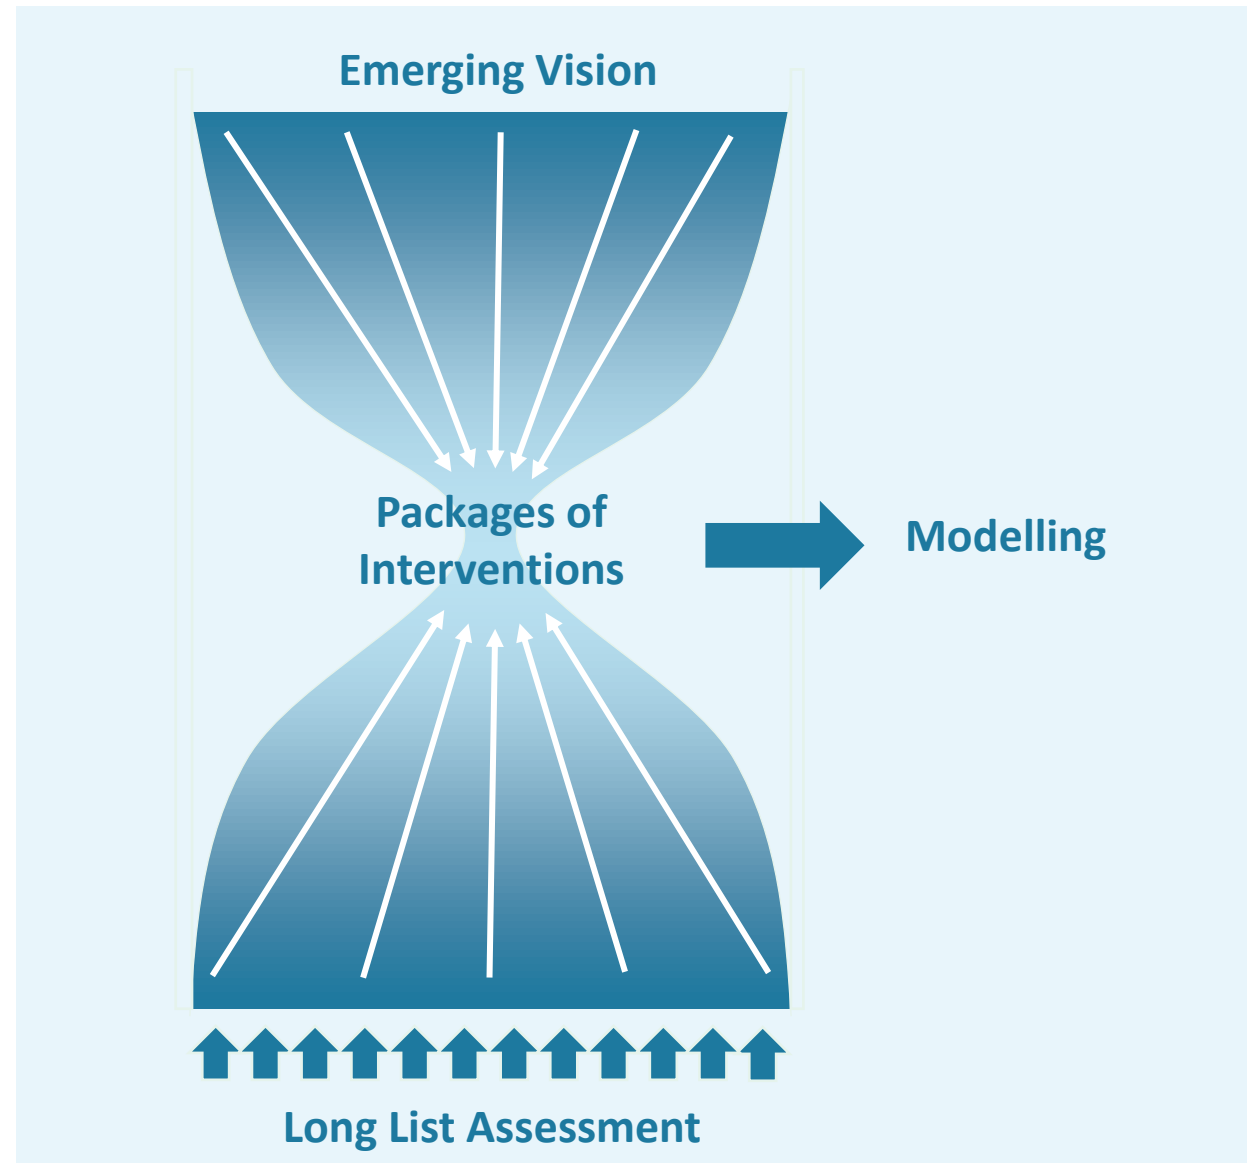 Emerging Vision
Packages of
Interventions
Modelling
Long List Assessment